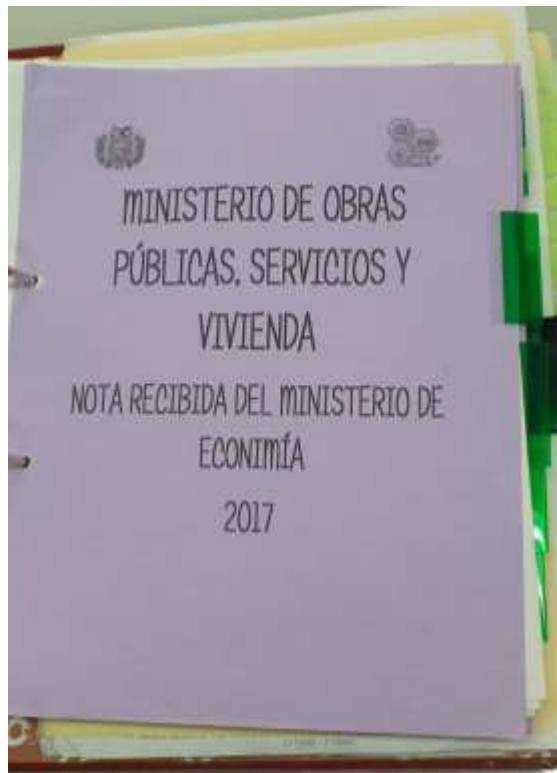 MINISTERIO DE OBRAS
PÚBLICAS, SERVICIOS Y
VIVIENDA
NOTA RECIBIDA DEL MINISTERIO DE
ECONIMÍA
2017